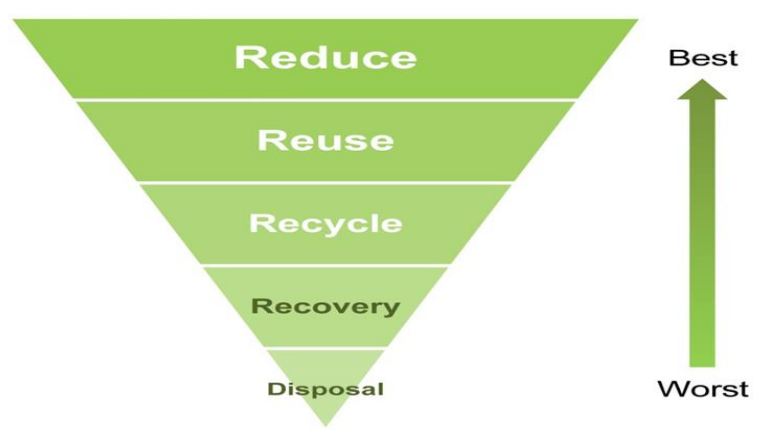 Reduce
Best
Reuse
Recycle
Recovery
Disposal
Worst